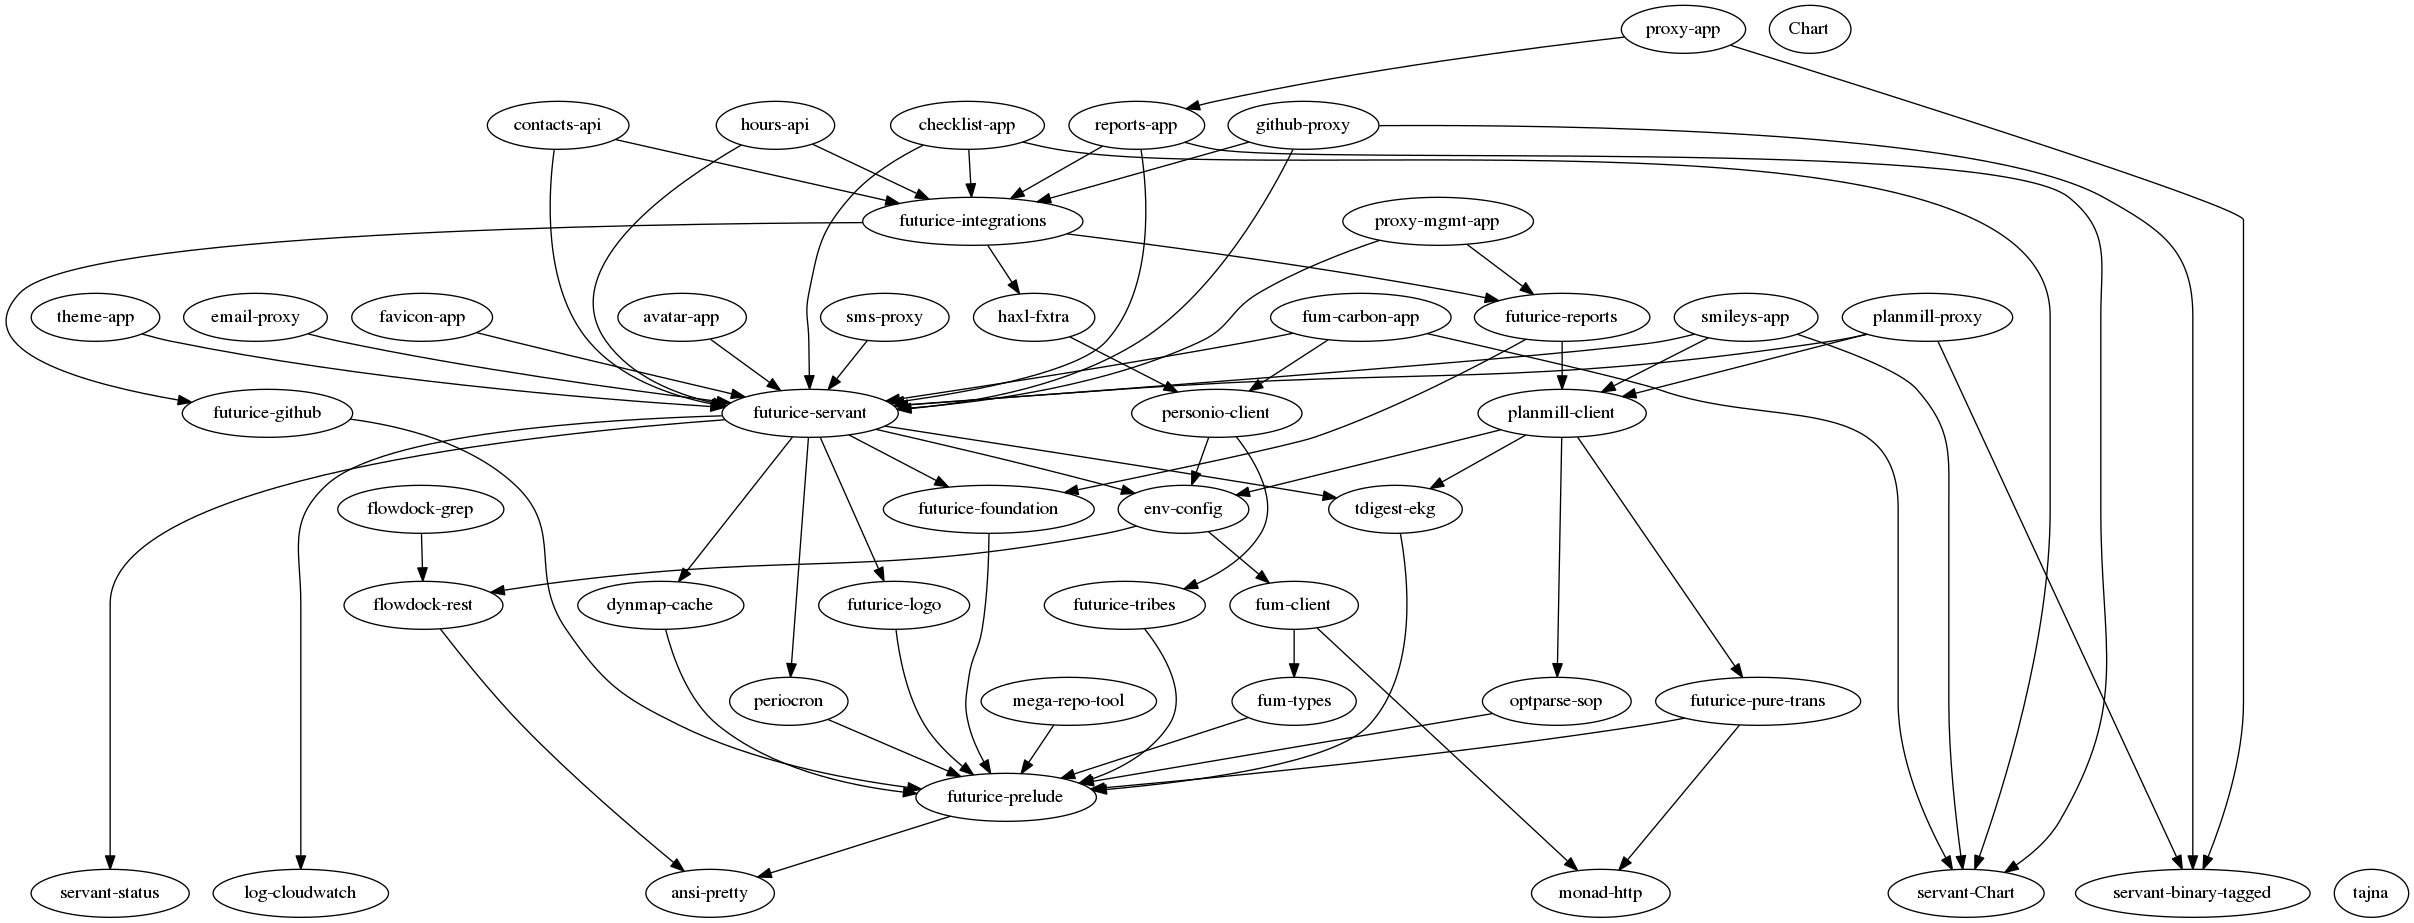 proxy-app
Chart
contacts-api
hours-api
checklist-app
reports-app
github-proxy
futurice-integrations
proxy-mgmt-app
theme-app
email-proxy
favicon-app
avatar-app
sms-proxy
haxl-fxtra
fum-carbon-app
futurice-reports
smileys-app
planmill-proxy
futurice-github
futurice-servant
personio-client
planmill-client
flowdock-grep
futurice-foundation
env-config
tdigest-ekg
flowdock-rest
dynmap-cache
futurice-logo
futurice-tribes
fum-client
periocron
mega-repo-tool
fum-types
optparse-sop
futurice-pure-trans
futurice-prelude
servant-status
log-cloudwatch
ansi-pretty
monad-http
servant-Chart
servant-binary-tagged
tajna